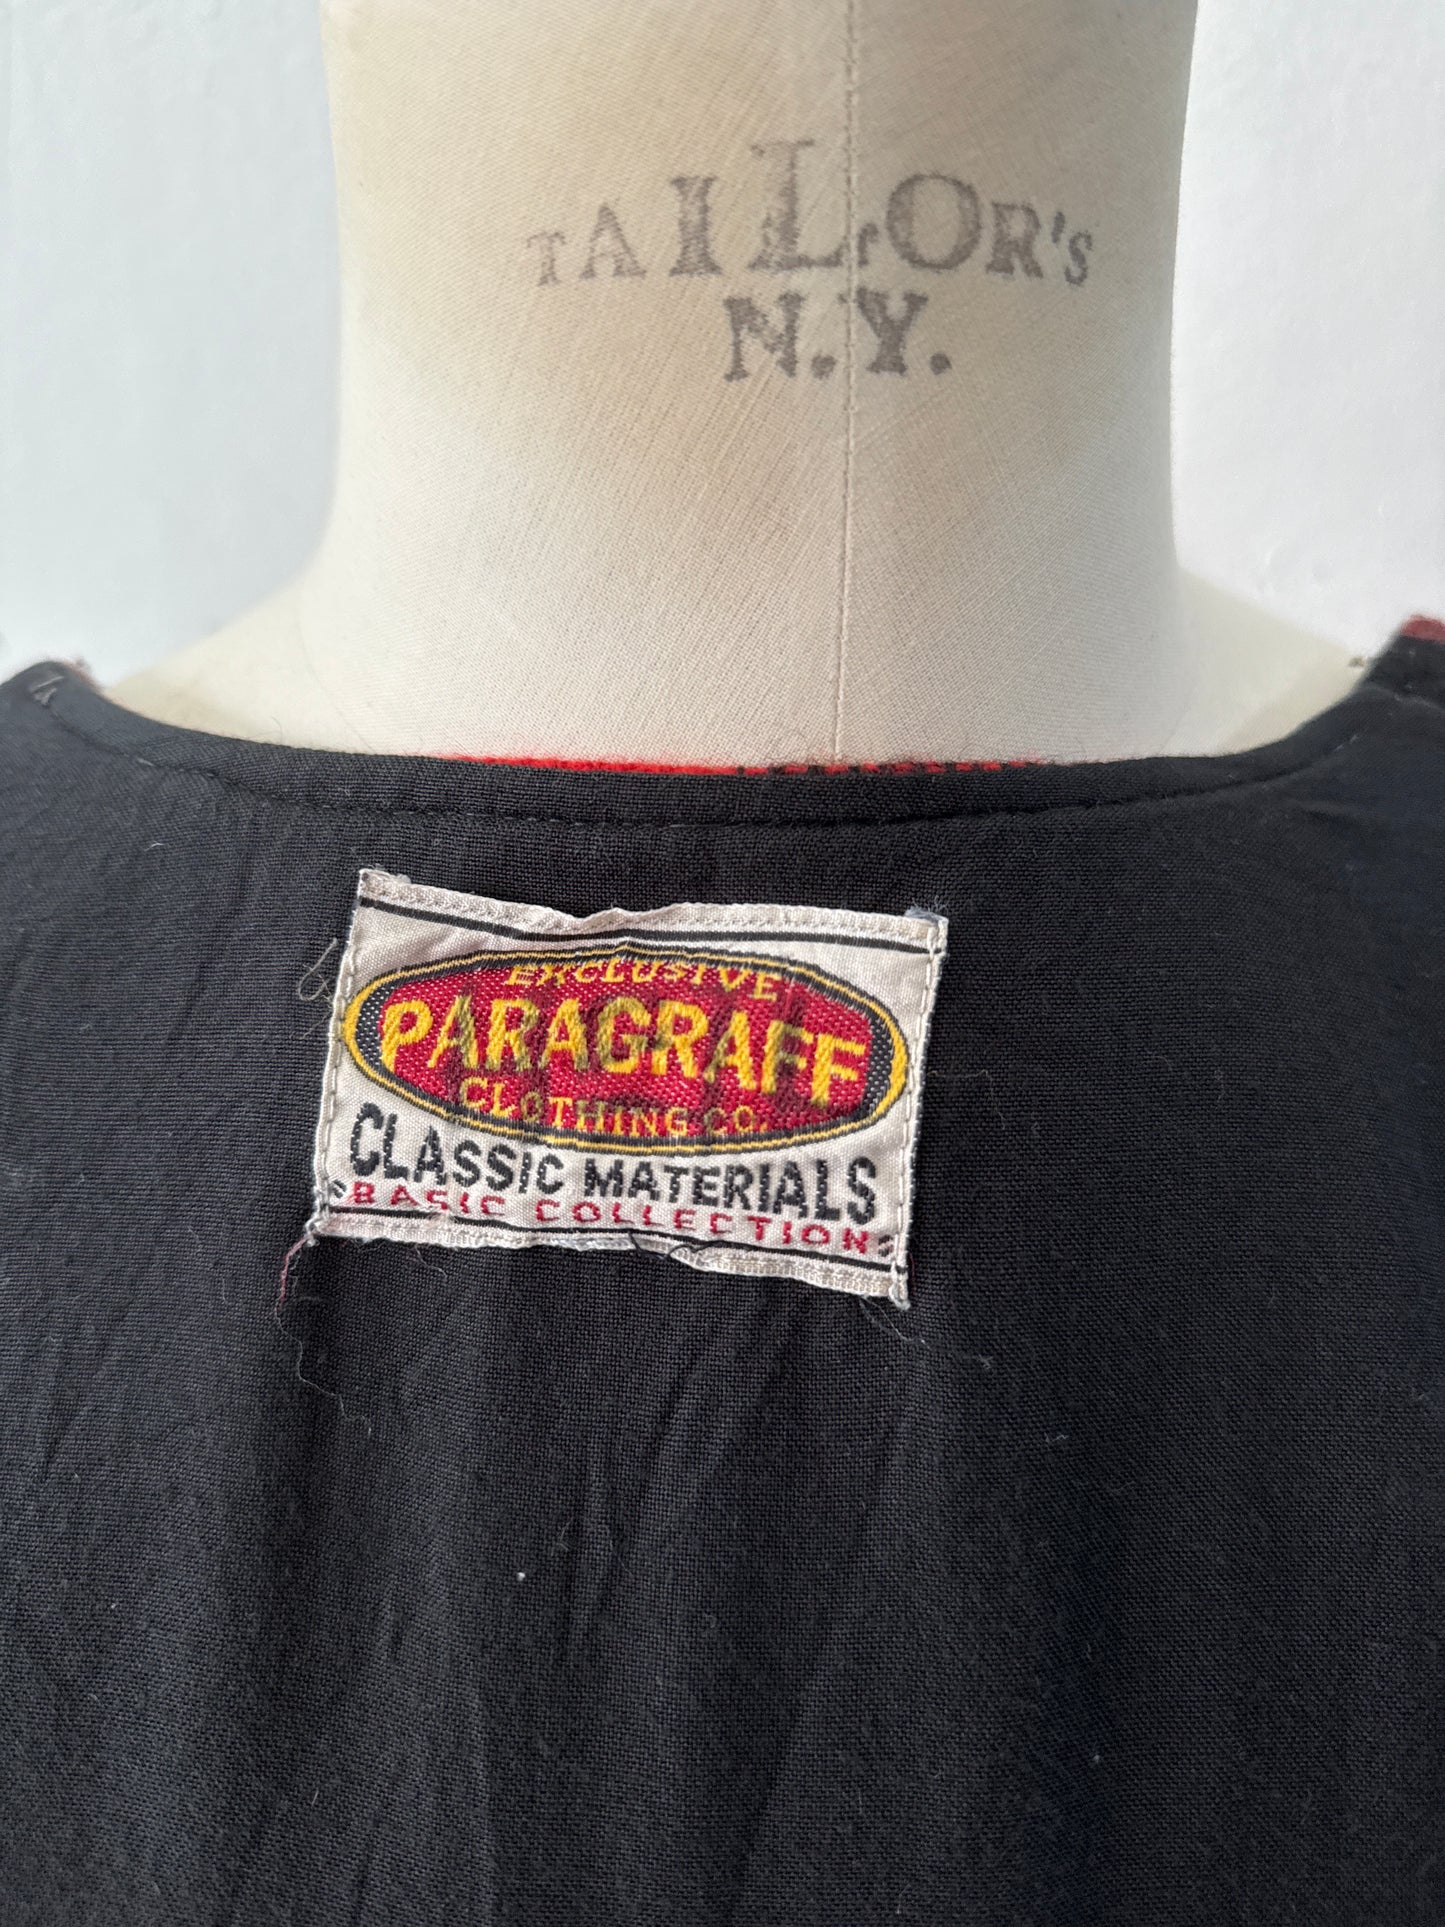 TAILOR'S
N.Y.
EXCLUSIVE
PARAGRAFF
CLOTHING CO.
CLASSIC MATERIALS
BASIC COLLECTION